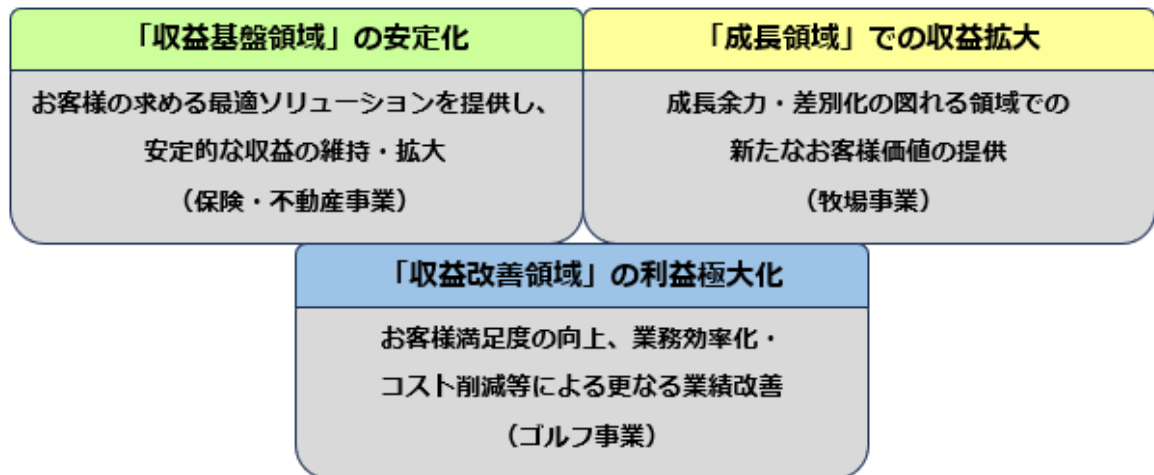 「収益基盤領域」の安定化
お客様の求める最適ソリューションを提供し、
安定的な収益の維持・拡大
（保険・不動産事業）
「成長領域」での収益拡大
成長余力・差別化の図れる領域での
新たなお客様価値の提供
（牧場事業）
「収益改善領域」の利益極大化
お客様満足度の向上、業務効率化・
コスト削減等による更なる業績改善
（ゴルフ事業）